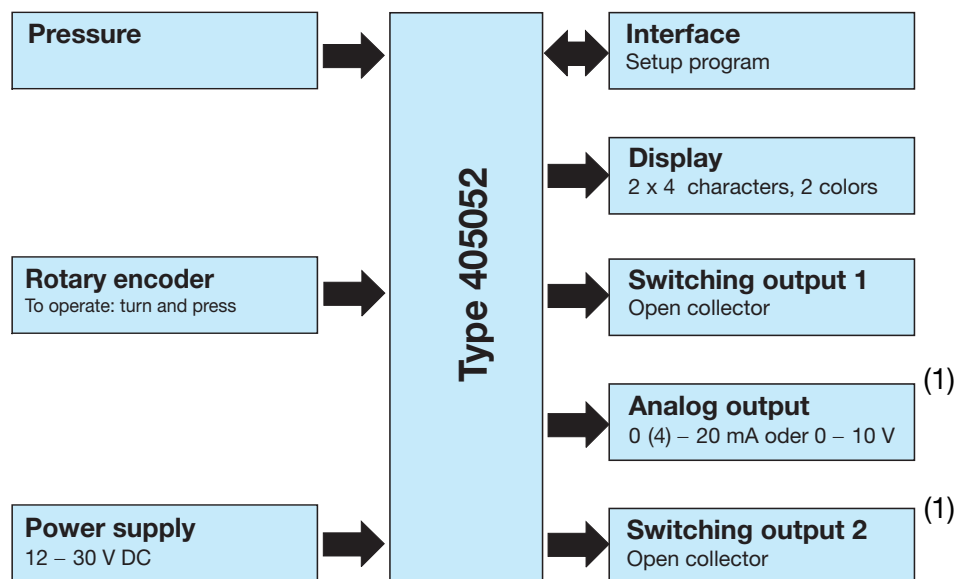 Pressure
Rotary encoder
To operate: turn and press
Power supply
12 – 30 V DC
Type 405052
Interface
Setup program
Display
2 x 4 characters, 2 colors
Switching output 1
Open collector
(1)
Analog output
0 (4) – 20 mA oder 0 – 10 V
(1)
Switching output 2
Open collector